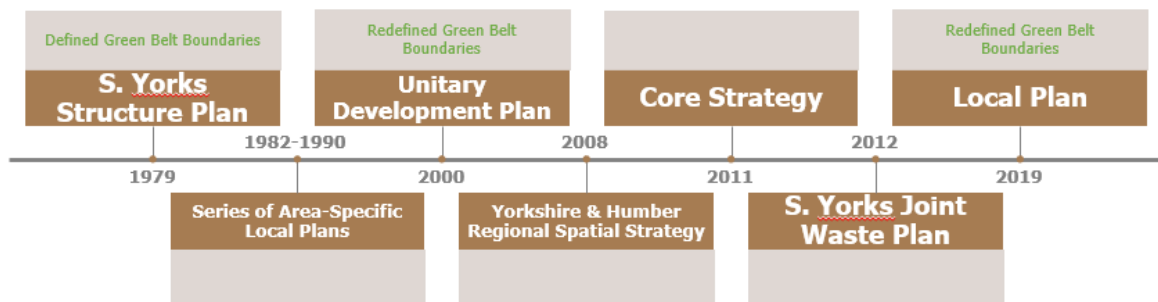 Defined Green Belt Boundaries
S. Yorks
Structure Plan
Redefined Green Belt
Boundaries
Unitary
Development Plan
Core Strategy
Redefined Green Belt
Boundaries
Local Plan
1982-1990
2008
2012
1979
2000
2011
2019
Series of Area-Specific
Local Plans
Yorkshire & Humber
Regional Spatial Strategy
S. Yorks Joint
Waste Plan